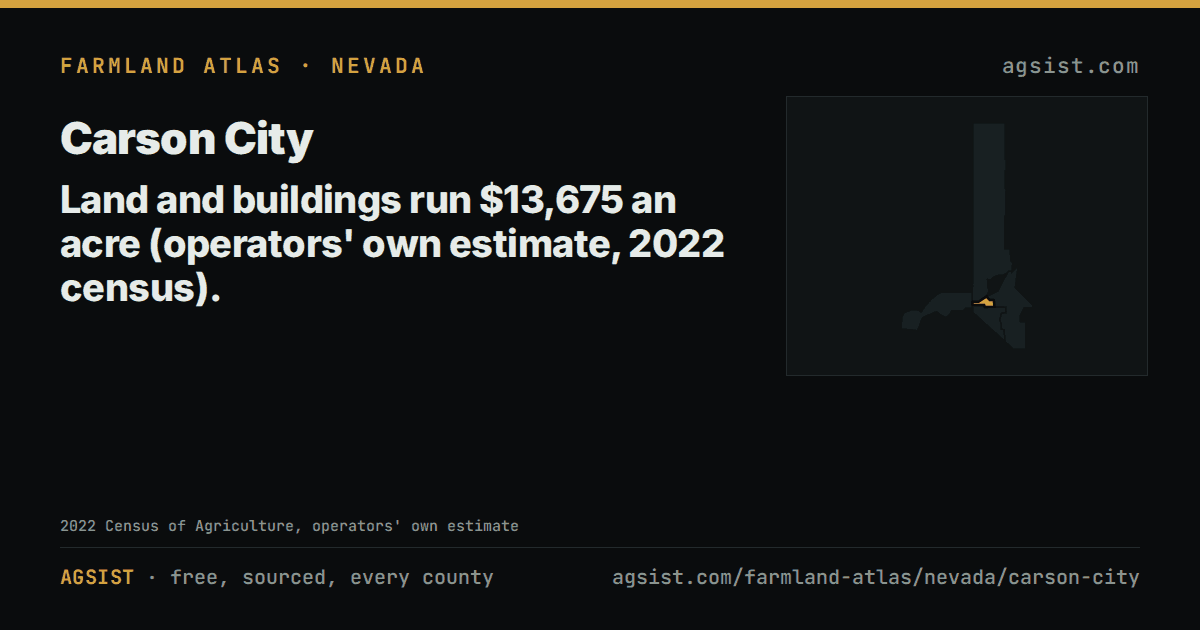 FARMLAND ATLAS · NEVADA
agsist.com
Carson City
Land and buildings run $13,675 an
acre (operators' own estimate, 2022
census).
2022 Census of Agriculture, operators' own estimate
AGSIST · free, sourced, every county
agsist.com/farmland-atlas/nevada/carson-city